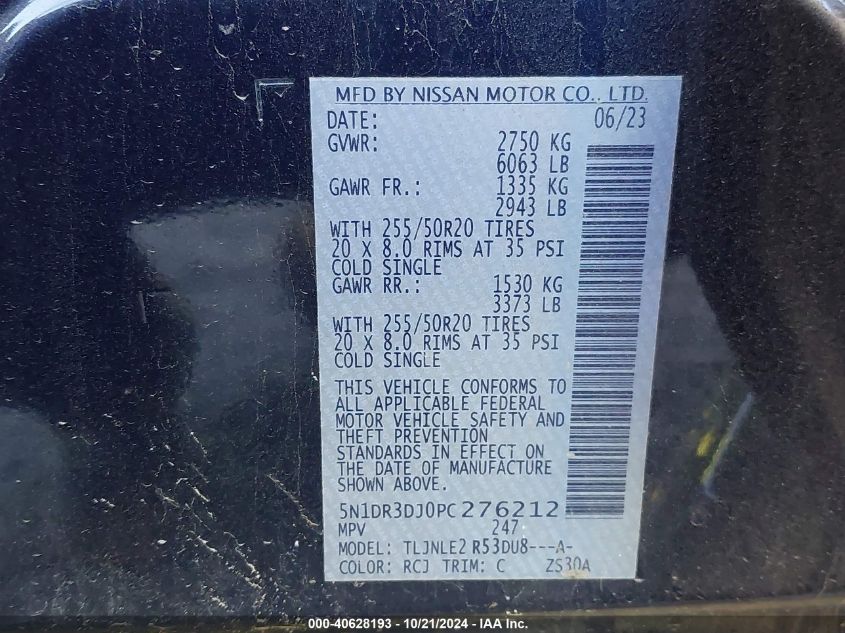 MFD BY NISSAN MOTOR CO., LTD.
DATE: 06/23
GVWR: 2750 KG
6063 LB
GAWR FR.: 1335 KG
2943 LB
WITH 255/50R20 TIRES
20 X 8.0 RIMS AT 35 PSI
COLD SINGLE
GAWR RR.: 1530 KG
3373 LB
WITH 255/50R20 TIRES
20 X 8.0 RIMS AT 35 PSI
COLD SINGLE
THIS VEHICLE CONFORMS TO
ALL APPLICABLE FEDERAL
MOTOR VEHICLE SAFETY AND
THEFT PREVENTION
STANDARDS IN EFFECT ON
THE DATE OF MANUFACTURE
SHOWN ABOVE.
5N1DR3DJ0PC276212
MPV 247
MODEL: TLJNLE2 R53DU8---A-
COLOR: RCJ TRIM: C ZS30A
000-40628193 - 10/21/2024 - IAA Inc.